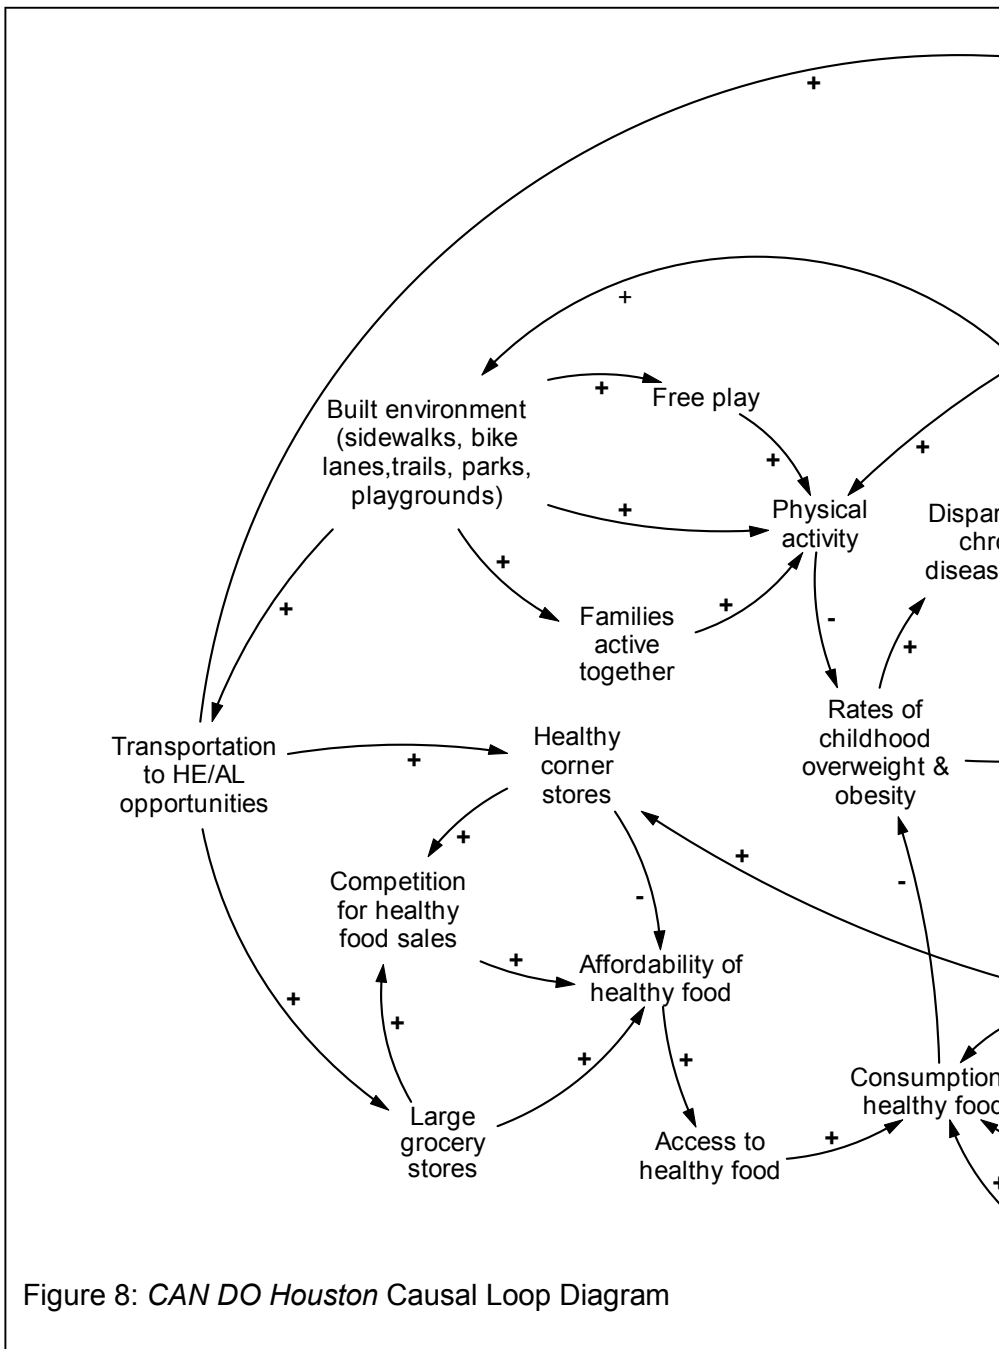 +
+
Built environment
(sidewalks, bike
lanes,trails, parks,
playgrounds)
+
Free play
+
+
+
Physical
activity
+
Families
active
together
+
-
+
+
Transportation
to HE/AL
opportunities
+
Healthy
corner
stores
Rates of
childhood
overweight &
obesity
+
-
+
-
Competition
for healthy
food sales
+
Affordability of
healthy food
+
+
+
+
Large
grocery
stores
Access to
healthy food
+
Consumption
healthy
+
Figure 8: CAN DO Houston Causal Loop Diagram